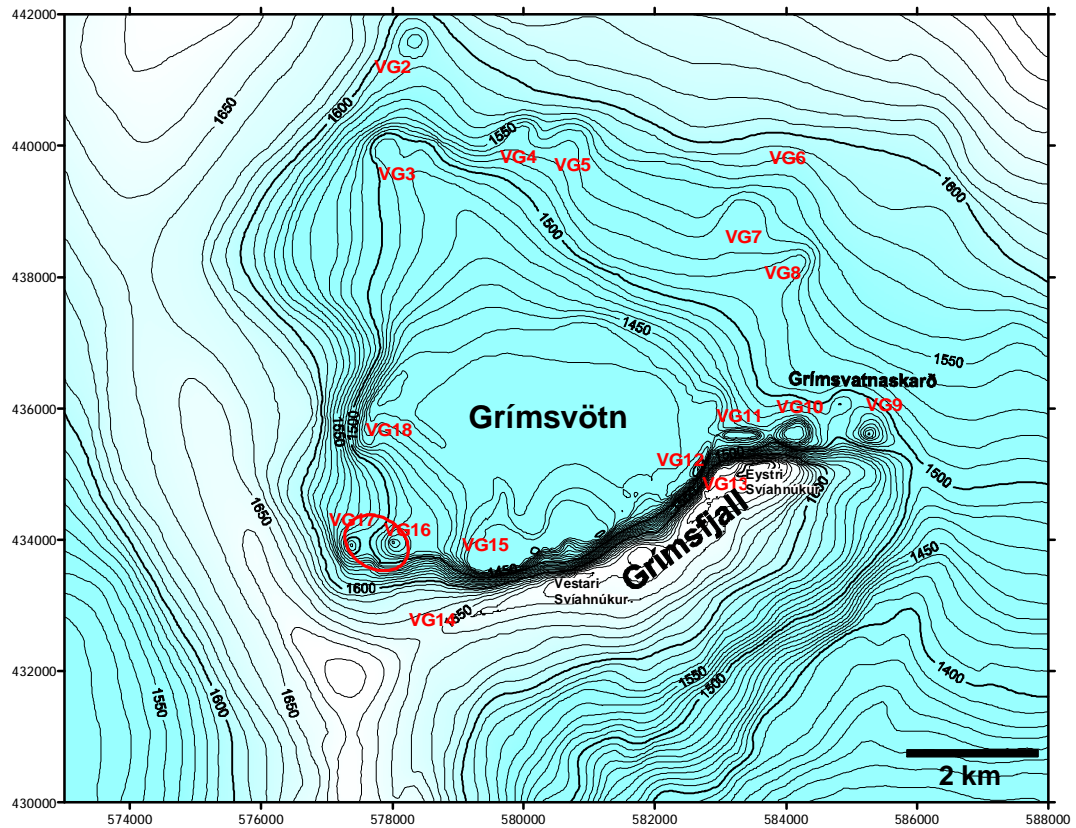 442000
VG2
1650
1600
1550
440000
VG4
VG6
VG5
VG3
1600
1500
VG7
438000
VG8
1450
1550
Grímsvatnaskarð
436000
VG11
VG10
VG9
Grímsvötn
1500
1550
VG18
VG12
1500
VG13
Eystri
Svíahnúkur
1500
1650
VG17
VG16
434000
VG15
Grímsfjall
1450
1450
1600
Vestari
Svíahnúkur
VG14
432000
1550
1400
1600
1650
1550
1500
2 km
430000
574000 576000 578000 580000 582000 584000 586000 588000